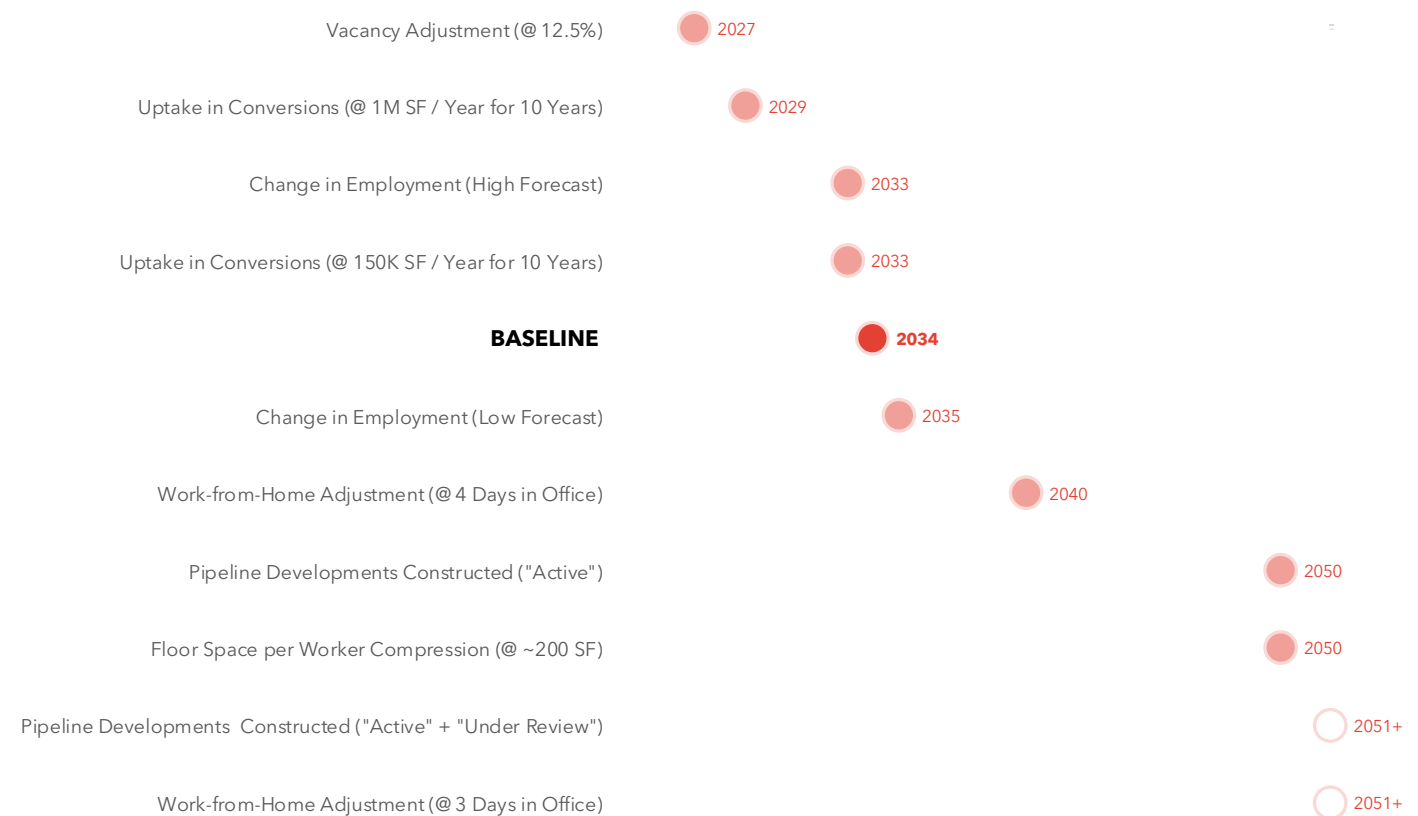 Vacancy Adjustment (@ 12.5%) 2027
Uptake in Conversions (@ 1M SF / Year for 10 Years) 2029
Change in Employment (High Forecast) 2033
Uptake in Conversions (@ 150K SF / Year for 10 Years) 2033
BASELINE 2034
Change in Employment (Low Forecast) 2035
Work-from-Home Adjustment (@ 4 Days in Office) 2040
Pipeline Developments Constructed ("Active") 2050
Floor Space per Worker Compression (@ ~200 SF) 2050
Pipeline Developments Constructed ("Active" + "Under Review") 2051+
Work-from-Home Adjustment (@ 3 Days in Office) 2051+